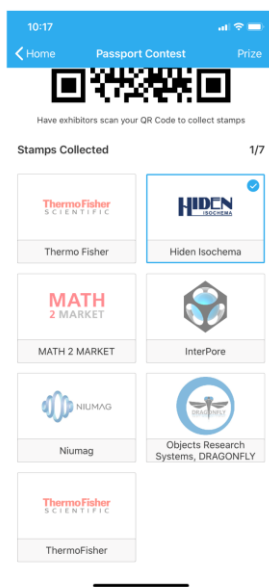 10:17
Home Passport Contest Prize
Have exhibitors scan your QR Code to collect stamps
Stamps Collected 1/7
ThermoFisher
SCIENTIFIC
Thermo Fisher
HIDEN
ISOCHEMA
Hiden Isochema
MATH
2 MARKET
MATH 2 MARKET
InterPore
NIUMAG
Niumag
DRAGONFLY
Objects Research
Systems, DRAGONFLY
ThermoFisher
SCIENTIFIC
ThermoFisher